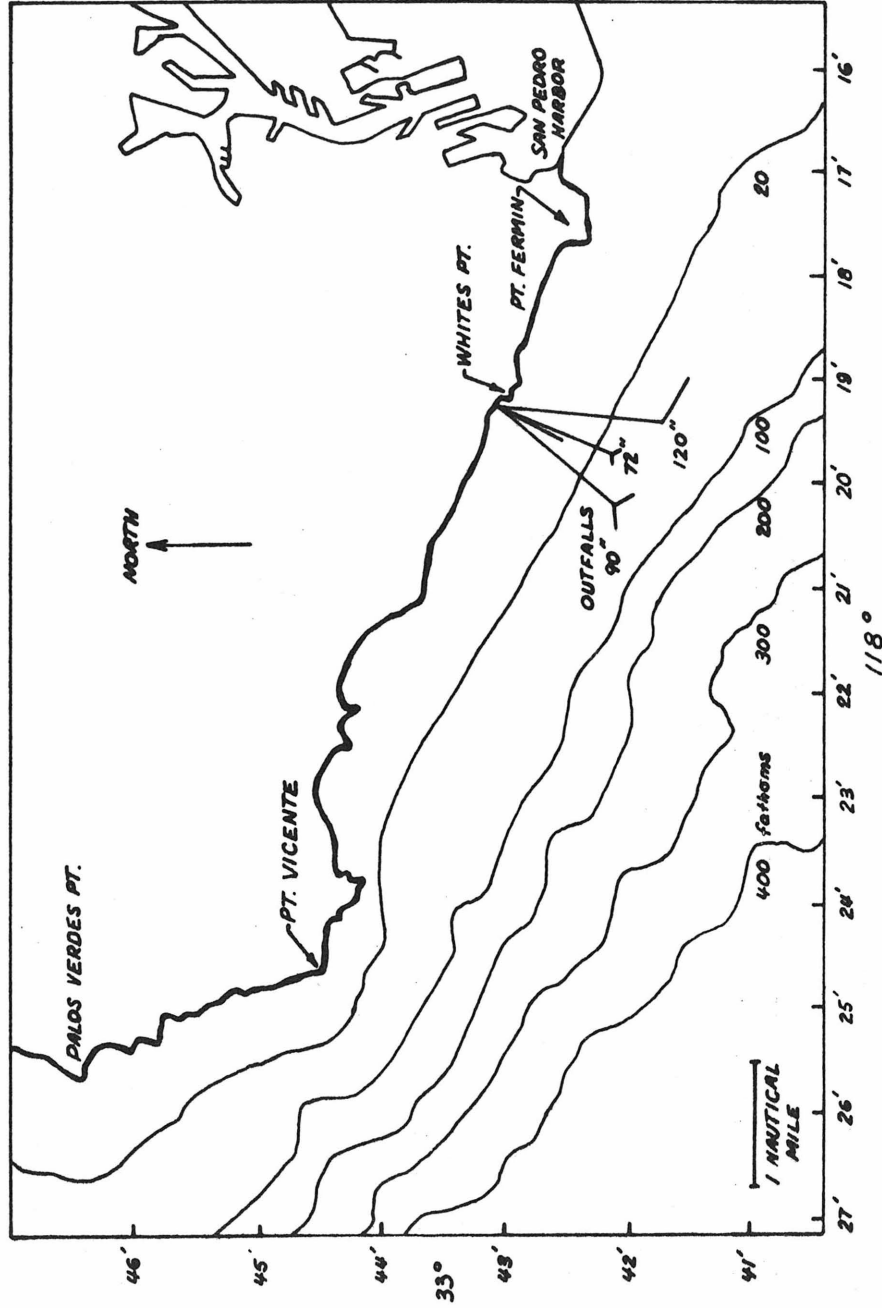 PALOS VERDES PT.
PT. VICENTE
NORTH
WHITES PT.
PT. FERMIN
SAN PEDRO
HARBOR
OUTFALLS
90"
72"
120"
20
100
200
300
400 fathoms
1 NAUTICAL
MILE
46'
45'
44'
33°
43'
42'
41'
27'
26'
25'
24'
23'
22'
21'
20'
19'
18'
17'
16'
118°